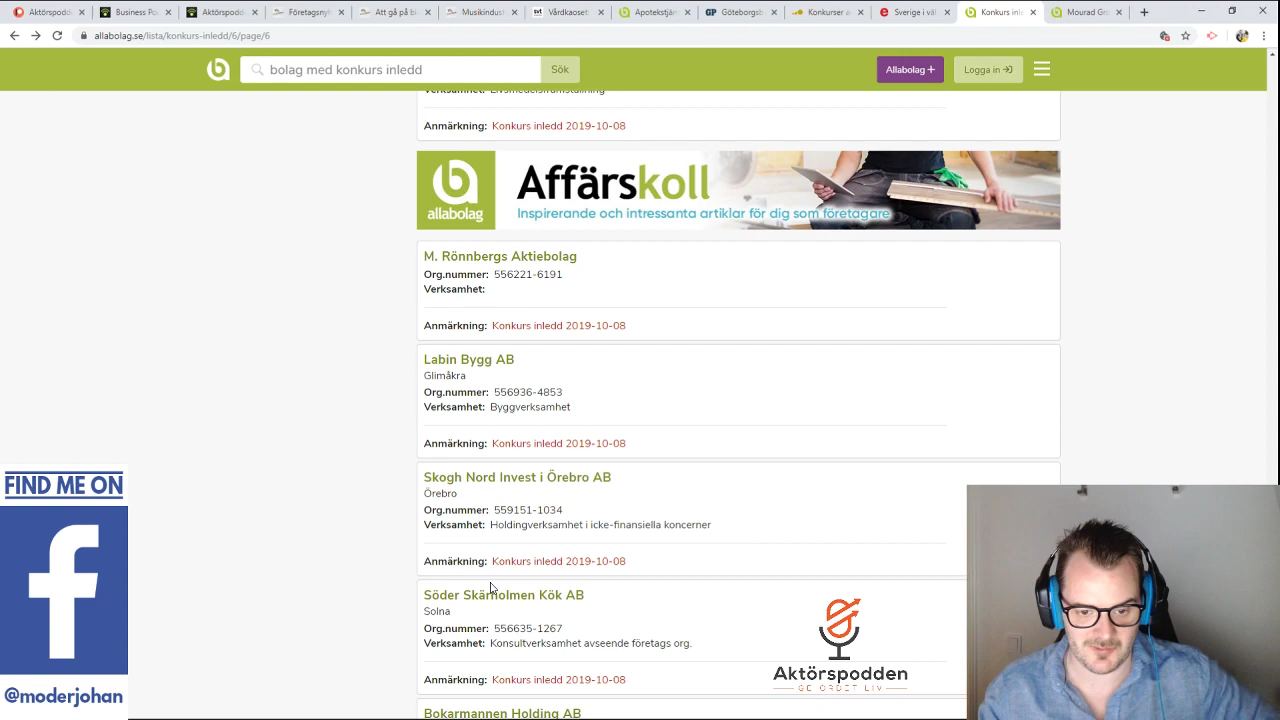 Aktörspodd
Business Po
Aktörspodd
Företagsnyh
Att gå på bi
Musikindus
svt Vårdkaosetl
Apotekstjän
GP Göteborgsb
Konkurser a
Sverige i väl
Konkurs inle
Mourad Gra
allabolag.se/lista/konkurs-inledd/6/page/6
bolag med konkurs inledd
Sök
Allabolag +
Logga in
Anmärkning: Konkurs inledd 2019-10-08
Affärskoll
allabolag
Inspirerande och intressanta artiklar för dig som företagare
M. Rönnbergs Aktiebolag
Org.nummer: 556221-6191
Verksamhet:
Anmärkning: Konkurs inledd 2019-10-08
Labin Bygg AB
Glimåkra
Org.nummer: 556936-4853
Verksamhet: Byggverksamhet
Anmärkning: Konkurs inledd 2019-10-08
Skogh Nord Invest i Örebro AB
Örebro
Org.nummer: 559151-1034
Verksamhet: Holdingverksamhet i icke-finansiella koncerner
Anmärkning: Konkurs inledd 2019-10-08
Söder Skärholmen Kök AB
Solna
Org.nummer: 556635-1267
Verksamhet: Konsultverksamhet avseende företags org.
Anmärkning: Konkurs inledd 2019-10-08
Bokarmannen Holding AB
FIND ME ON
f
@moderjohan
Aktörspodden
GE ORDET LIV